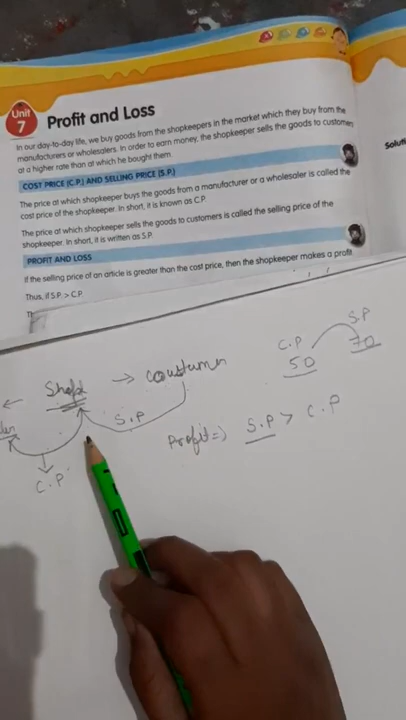 Unit
7
Profit and Loss
In our day-to-day life, we buy goods from the shopkeepers in the market which they buy from the
manufacturers or wholesalers. In order to earn money, the shopkeeper sells the goods to customers
at a higher rate than at which he bought them.
COST PRICE (C.P.) AND SELLING PRICE (S.P.)
The price at which shopkeeper buys the goods from a manufacturer or a wholesaler is called the
cost price of the shopkeeper. In short, it is known as C.P.
The price at which shopkeeper sells the goods to customers is called the selling price of the
shopkeeper. In short, it is written as S.P.
PROFIT AND LOSS
If the selling price of an article is greater than the cost price, then the shopkeeper makes a profit.
Thus, if S.P. > C.P.
Th
Solut
C.P S.P
50 70
← → coustumer
S.P
Profit => S.P > C.P
C.P